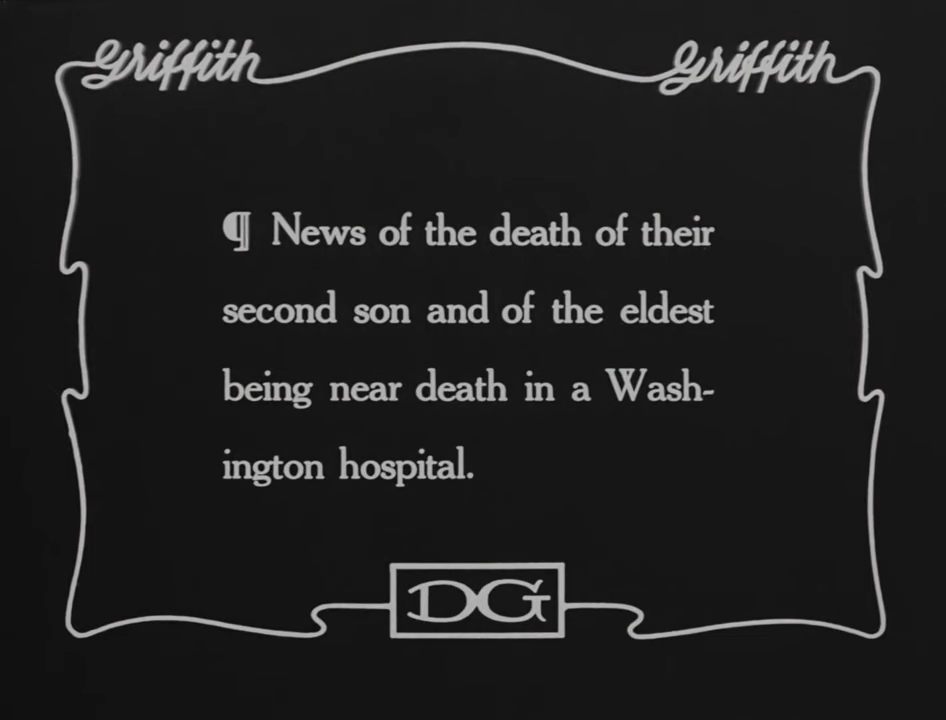 Griffith Griffith
¶ News of the death of their
second son and of the eldest
being near death in a Wash-
ington hospital.
DG